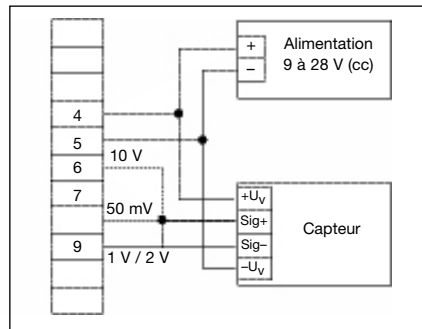 +
−
Alimentation
9 à 28 V (cc)
4
5
10 V
6
7
50 mV
9
1 V / 2 V
+Uv
Sig+
Sig−
−Uv
Capteur